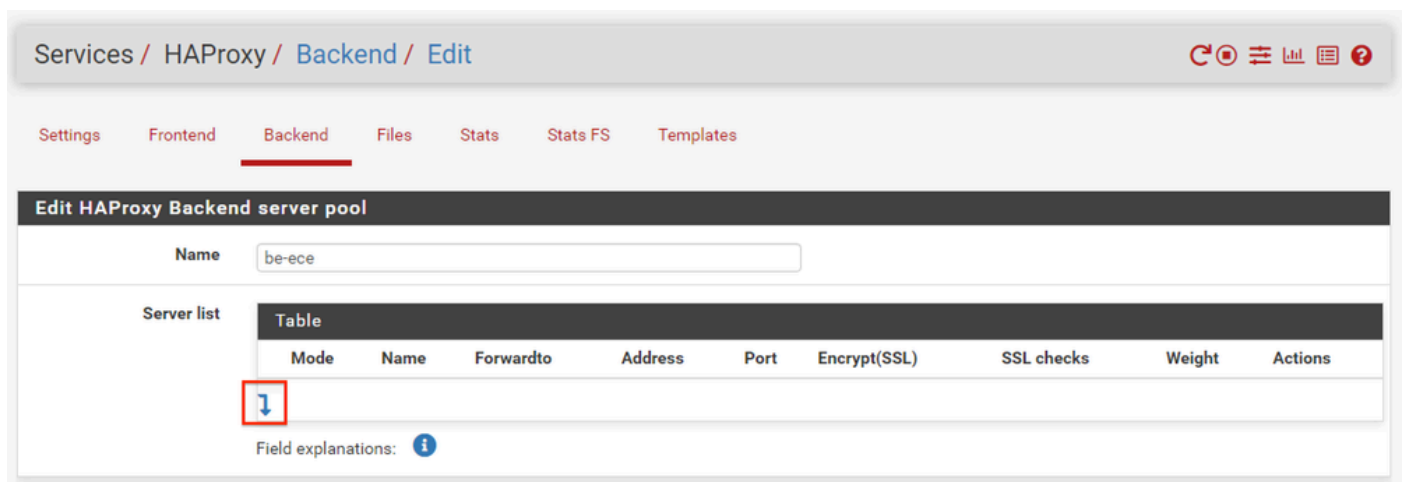 Services / HAProxy / Backend / Edit
Settings Frontend Backend Files Stats Stats FS Templates
Edit HAProxy Backend server pool
Name be-ece
Server list
Table
Mode Name Forwardto Address Port Encrypt(SSL) SSL checks Weight Actions
Field explanations: